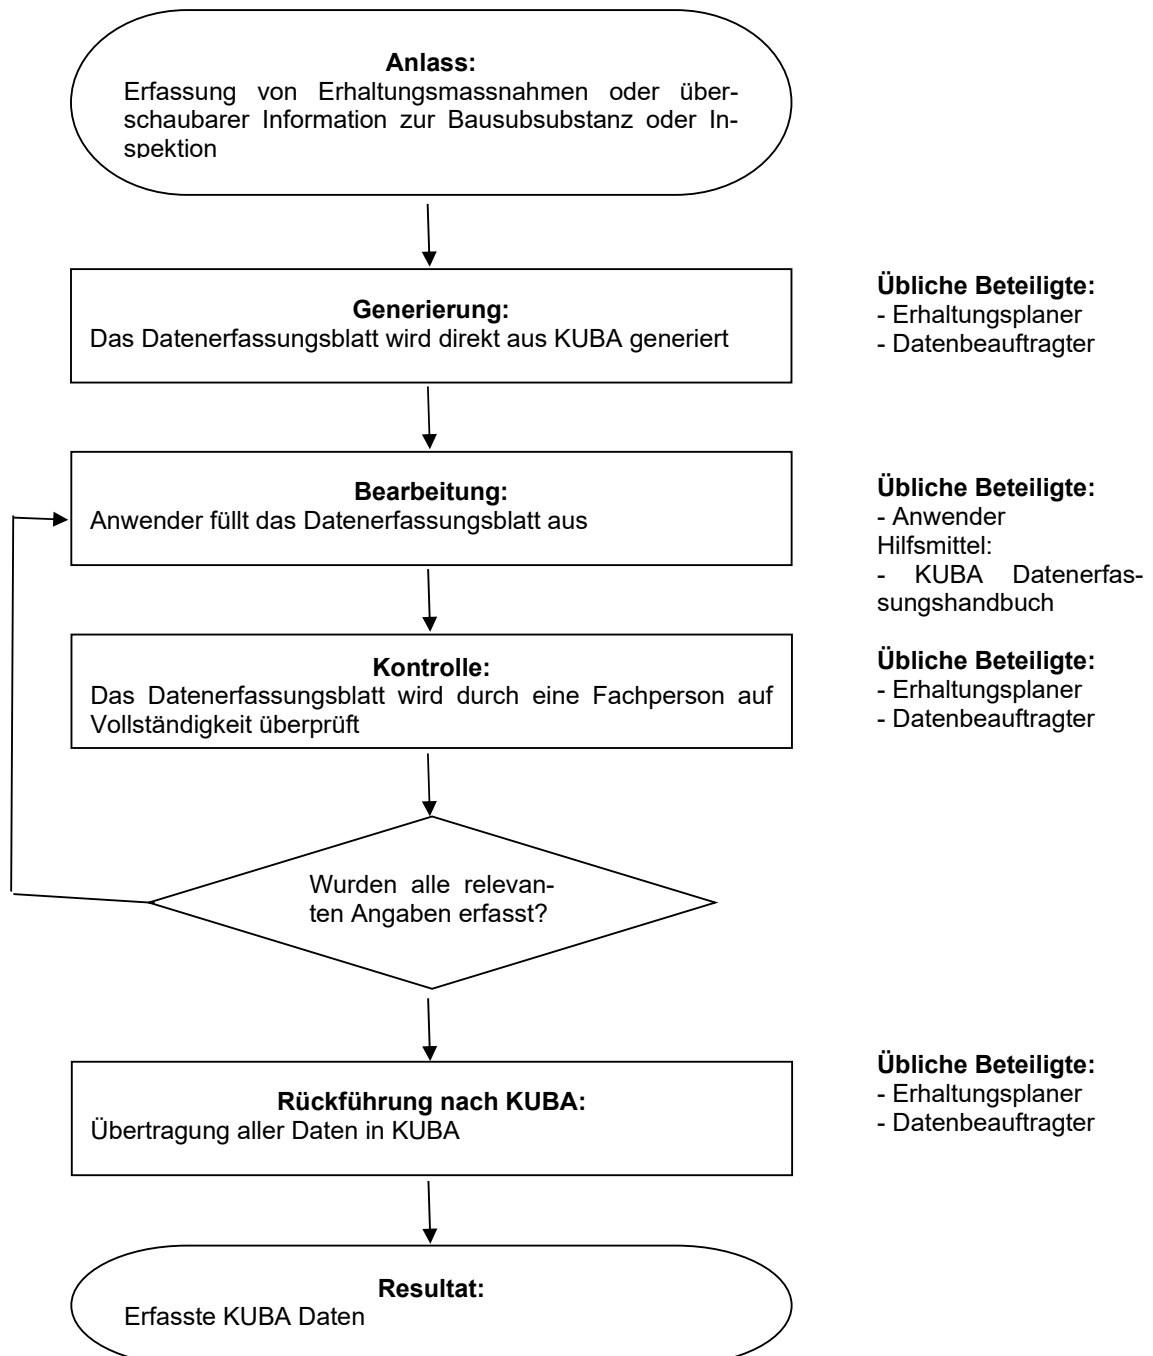 Anlass:
Erfassung von Erhaltungsmassnahmen oder über-
schaubarer Information zur Bausubsubstanz oder In-
spektion
Generierung:
Das Datenerfassungsblatt wird direkt aus KUBA generiert
Übliche Beteiligte:
- Erhaltungsplaner
- Datenbeauftragter
Bearbeitung:
Anwender füllt das Datenerfassungsblatt aus
Übliche Beteiligte:
- Anwender
Hilfsmittel:
- KUBA Datenerfas-
sungshandbuch
Kontrolle:
Das Datenerfassungsblatt wird durch eine Fachperson auf
Vollständigkeit überprüft
Übliche Beteiligte:
- Erhaltungsplaner
- Datenbeauftragter
Wurden alle relevan-
ten Angaben erfasst?
Rückführung nach KUBA:
Übertragung aller Daten in KUBA
Übliche Beteiligte:
- Erhaltungsplaner
- Datenbeauftragter
Resultat:
Erfasste KUBA Daten